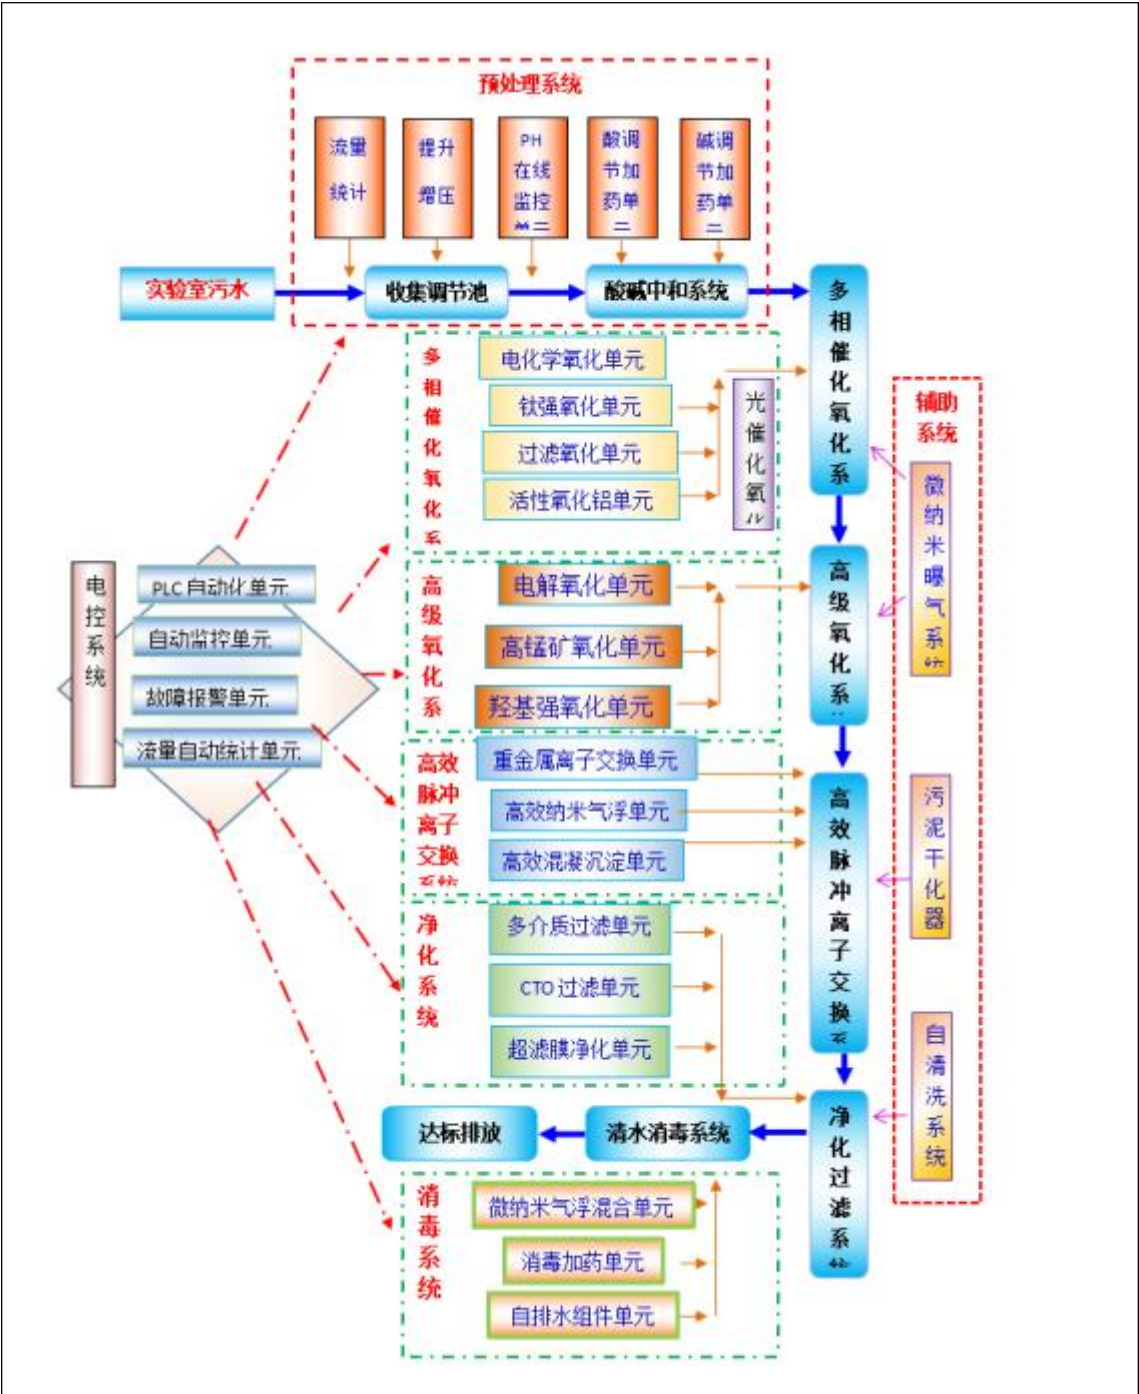 预处理系统
流量
统计
提升
增压
PH
在线
监控
单元
酸调
节加
药单
元
碱调
节加
药单
元
实验室污水
收集调节池
酸碱中和系统
多
相
催
化
氧
化
系
多
相
催
化
氧
化
系
电化学氧化单元
钛强氧化单元
过滤氧化单元
活性氧化铝单元
光
催
化
氧
化
辅助
系统
微
纳
米
曝
气
系
统
电
控
系
统
PLC 自动化单元
自动监控单元
故障报警单元
流量自动统计单元
高
级
氧
化
系
电解氧化单元
高锰矿氧化单元
羟基强氧化单元
高
级
氧
化
系
高效
脉冲
离子
交换
系统
重金属离子交换单元
高效纳米气浮单元
高效混凝沉淀单元
高
效
脉
冲
离
子
交
换
污
泥
干
化
器
净
化
系
统
多介质过滤单元
CTO 过滤单元
超滤膜净化单元
自
清
洗
系
统
达标排放
清水消毒系统
净
化
过
滤
系
统
消
毒
系
统
微纳米气浮混合单元
消毒加药单元
自排水组件单元